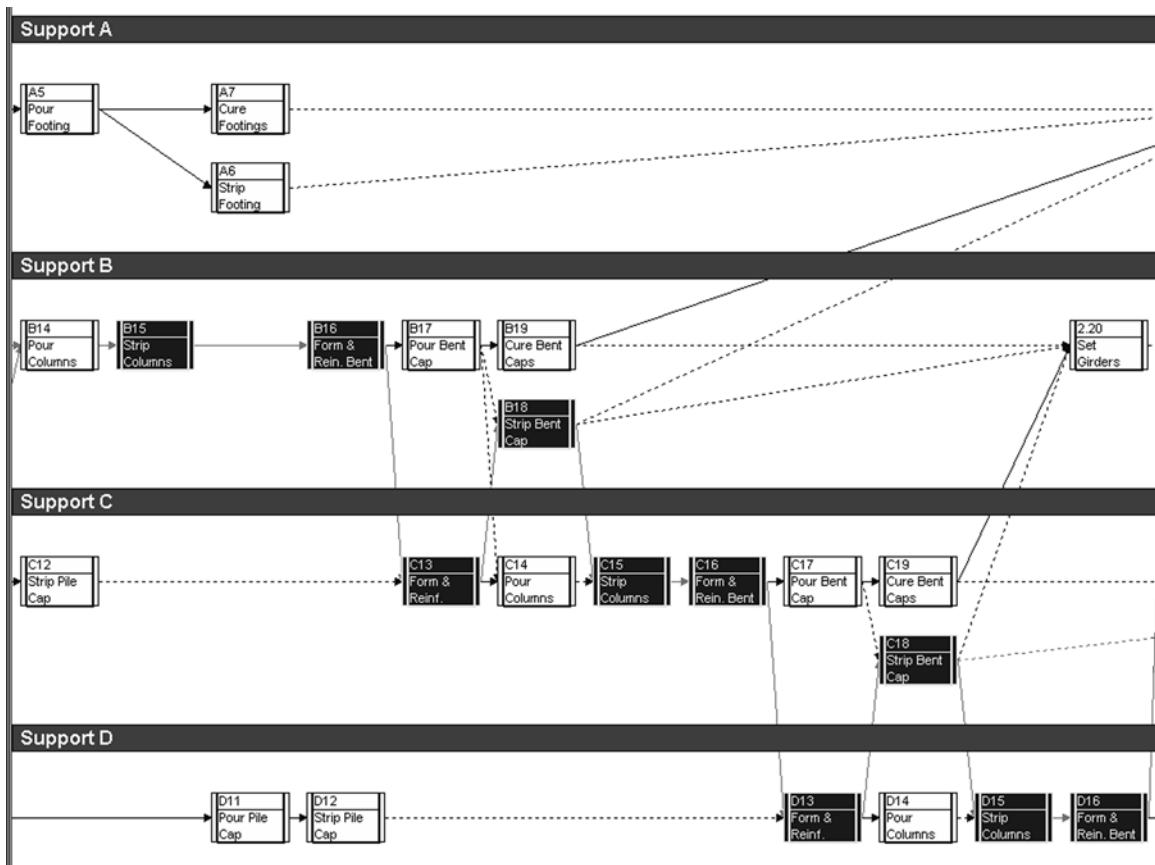 Support A
A5
Pour
Footing
A7
Cure
Footings
A6
Strip
Footing
Support B
B14
Pour
Columns
B15
Strip
Columns
B16
Form &
Rein. Bent
B17
Pour Bent
Cap
B19
Cure Bent
Caps
2.20
Set
Girders
B18
Strip Bent
Cap
Support C
C12
Strip Pile
Cap
C13
Form &
Reinf.
C14
Pour
Columns
C15
Strip
Columns
C16
Form &
Rein. Bent
C17
Pour Bent
Cap
C19
Cure Bent
Caps
C18
Strip Bent
Cap
Support D
D11
Pour Pile
Cap
D12
Strip Pile
Cap
D13
Form &
Reinf.
D14
Pour
Columns
D15
Strip
Columns
D16
Form &
Rein. Bent